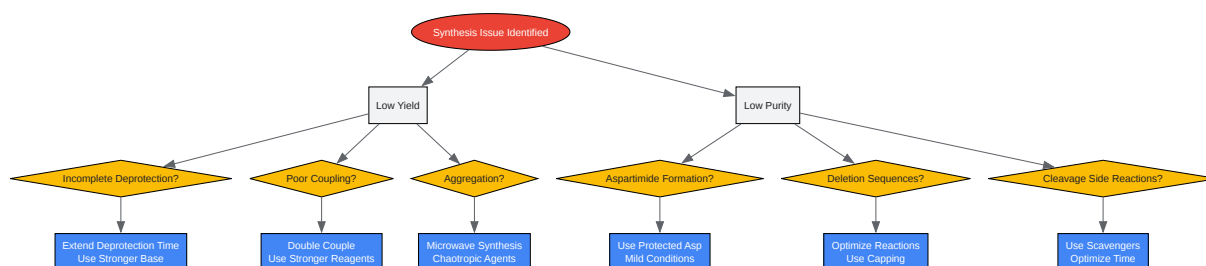 Synthesis Issue Identified
Low Yield
Low Purity
Incomplete Deprotection?
Poor Coupling?
Aggregation?
Aspartimide Formation?
Deletion Sequences?
Cleavage Side Reactions?
Extend Deprotection Time
Use Stronger Base
Double Couple
Use Stronger Reagents
Microwave Synthesis
Chaotropic Agents
Use Protected Asp
Mild Conditions
Optimize Reactions
Use Capping
Use Scavengers
Optimize Time